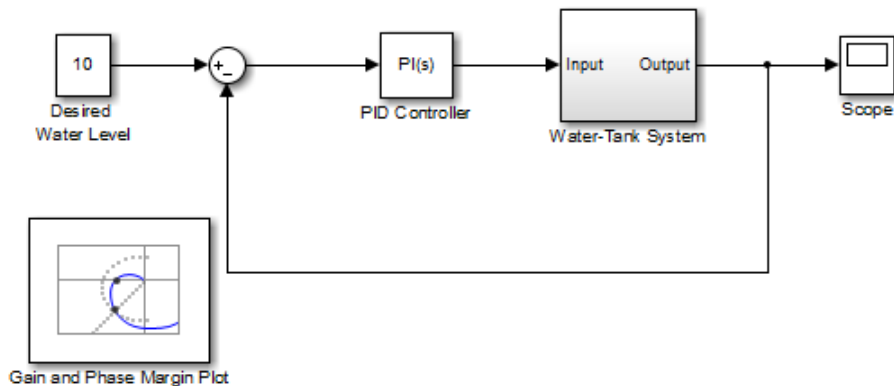 10
Desired
Water Level
+
−
PI(s)
PID Controller
Input
Output
Water-Tank System
Scope
Gain and Phase Margin Plot